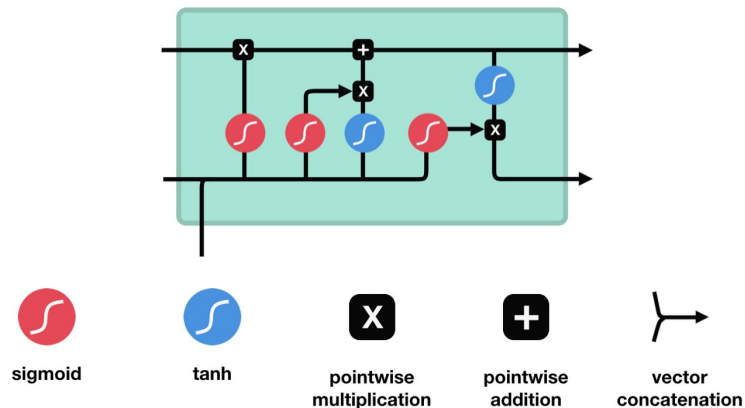 X
+
X
X
X
+
sigmoid
tanh
pointwise
multiplication
pointwise
addition
vector
concatenation